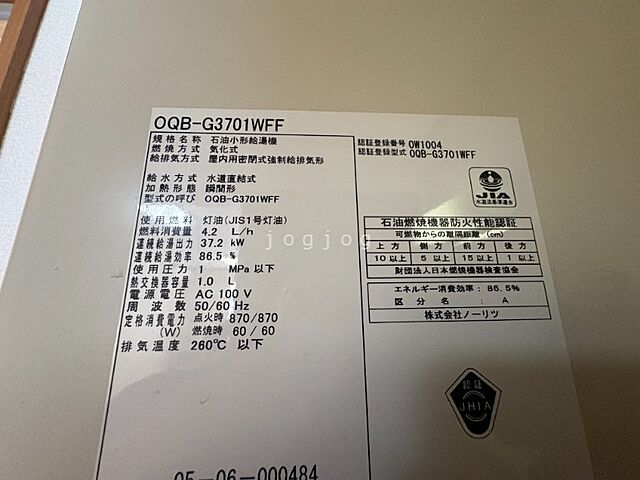 OQB-G3701WFF
規格名称 石油小形給湯機
燃焼方式 気化式
給排気方式 屋内用密閉式強制給排気形
給水方式 水道直結式
加熱形態 瞬間形
型式の呼び OQB-G3701WFF
使用燃料 灯油(JIS1号灯油)
燃料消費量 4.2 L/h
連続給湯出力 37.2 kW
連続給湯効率 86.5 %
使用圧力 1 MPa 以下
熱交換器容量 1.0 L
電源電圧 AC 100 V
周波数 50/60 Hz
定格消費電力 点火時 870/870
(W) 燃焼時 60/60
排気温度 260℃ 以下
05-06-000484
認証登録番号 OW1004
認証登録型式 OQB-G3701WFF
JIA
水道法基準適合
石油燃焼機器防火性能認証
可燃物からの離隔距離 (cm)
上方 側方 前方 後方
10以上 5以上 15以上 1以上
財団法人日本燃焼機器検査協会
エネルギー消費効率: 86.5%
区分名: A
株式会社ノーリツ
認証
JHIA
jogjog